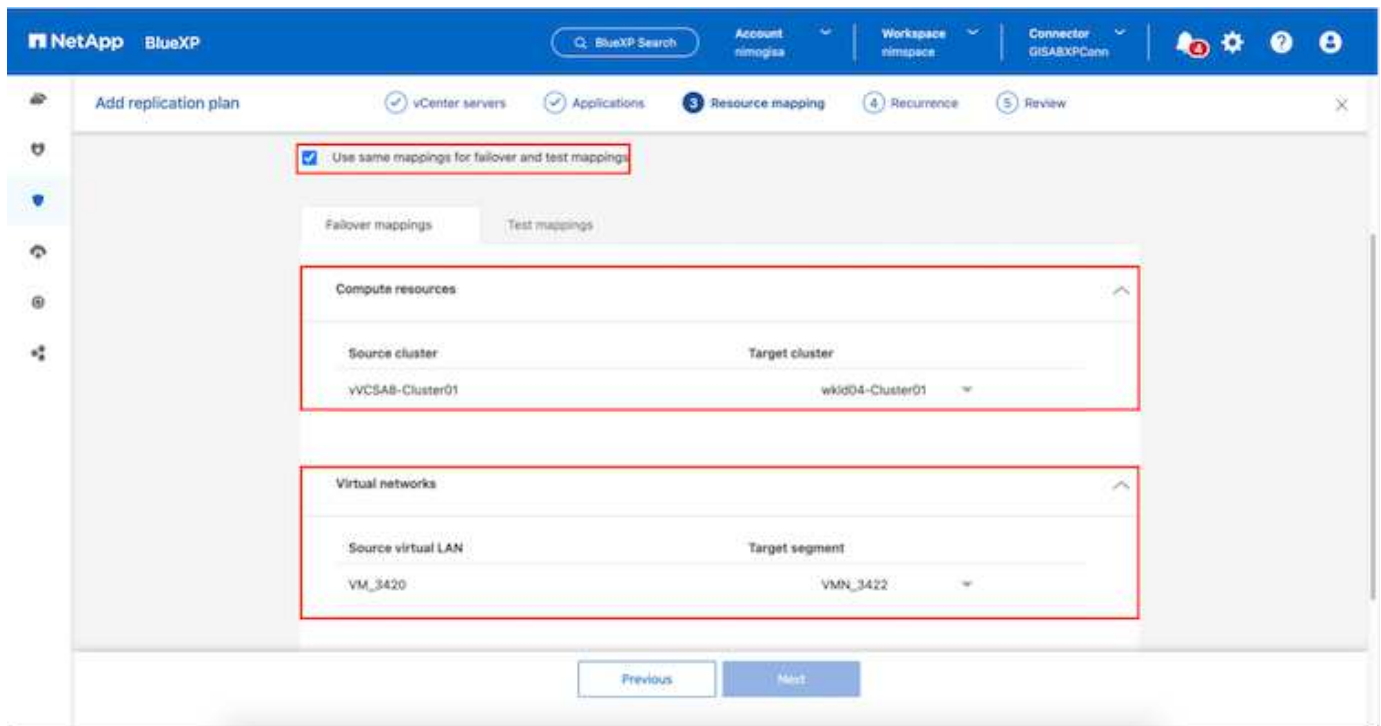 NetApp BlueXP BlueXP Search Account Workspace Connector
nimogisa nimspace GISABXPConn 4
Add replication plan vCenter servers Applications 3 Resource mapping 4 Recurrence 5 Review
Use same mappings for failover and test mappings
Failover mappings Test mappings
Compute resources
Source cluster Target cluster
vVCSA8-Cluster01 wkld04-Cluster01
Virtual networks
Source virtual LAN Target segment
VM_3420 VMN_3422
Previous Next